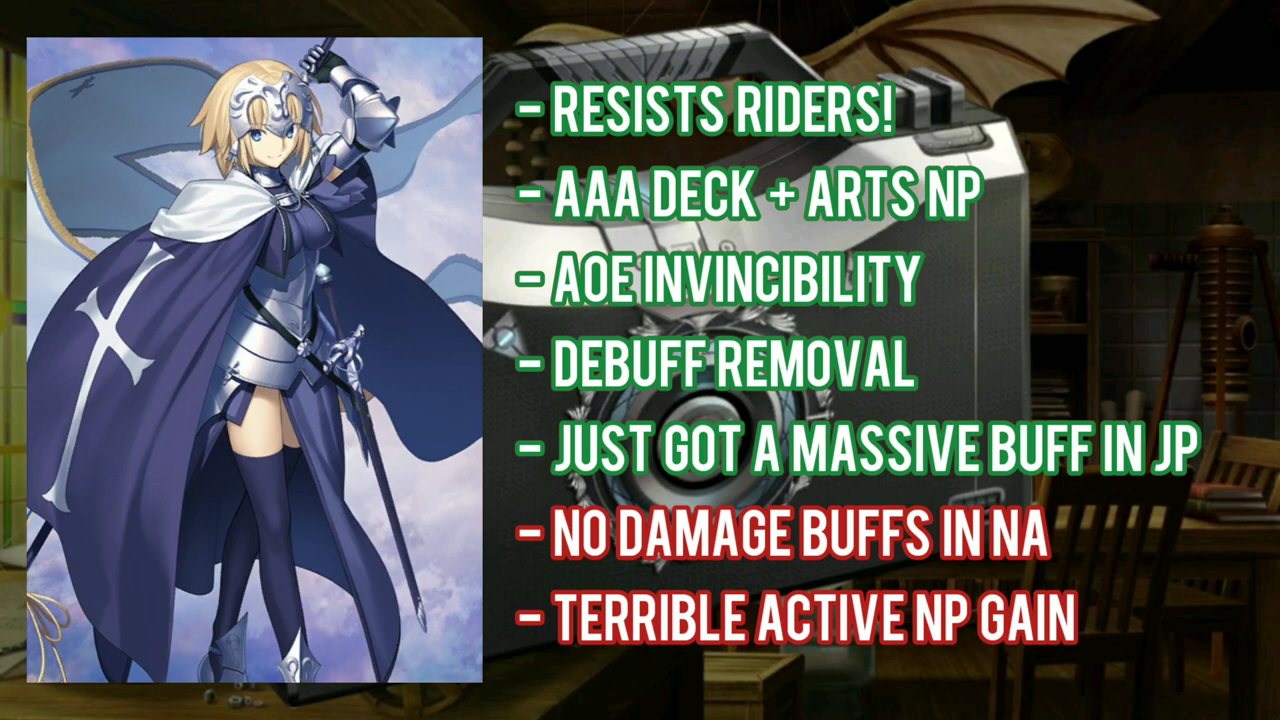 - RESISTS RIDERS!
- AAA DECK + ARTS NP
- AOE INVINCIBILITY
- DEBUFF REMOVAL
- JUST GOT A MASSIVE BUFF IN JP
- NO DAMAGE BUFFS IN NA
- TERRIBLE ACTIVE NP GAIN